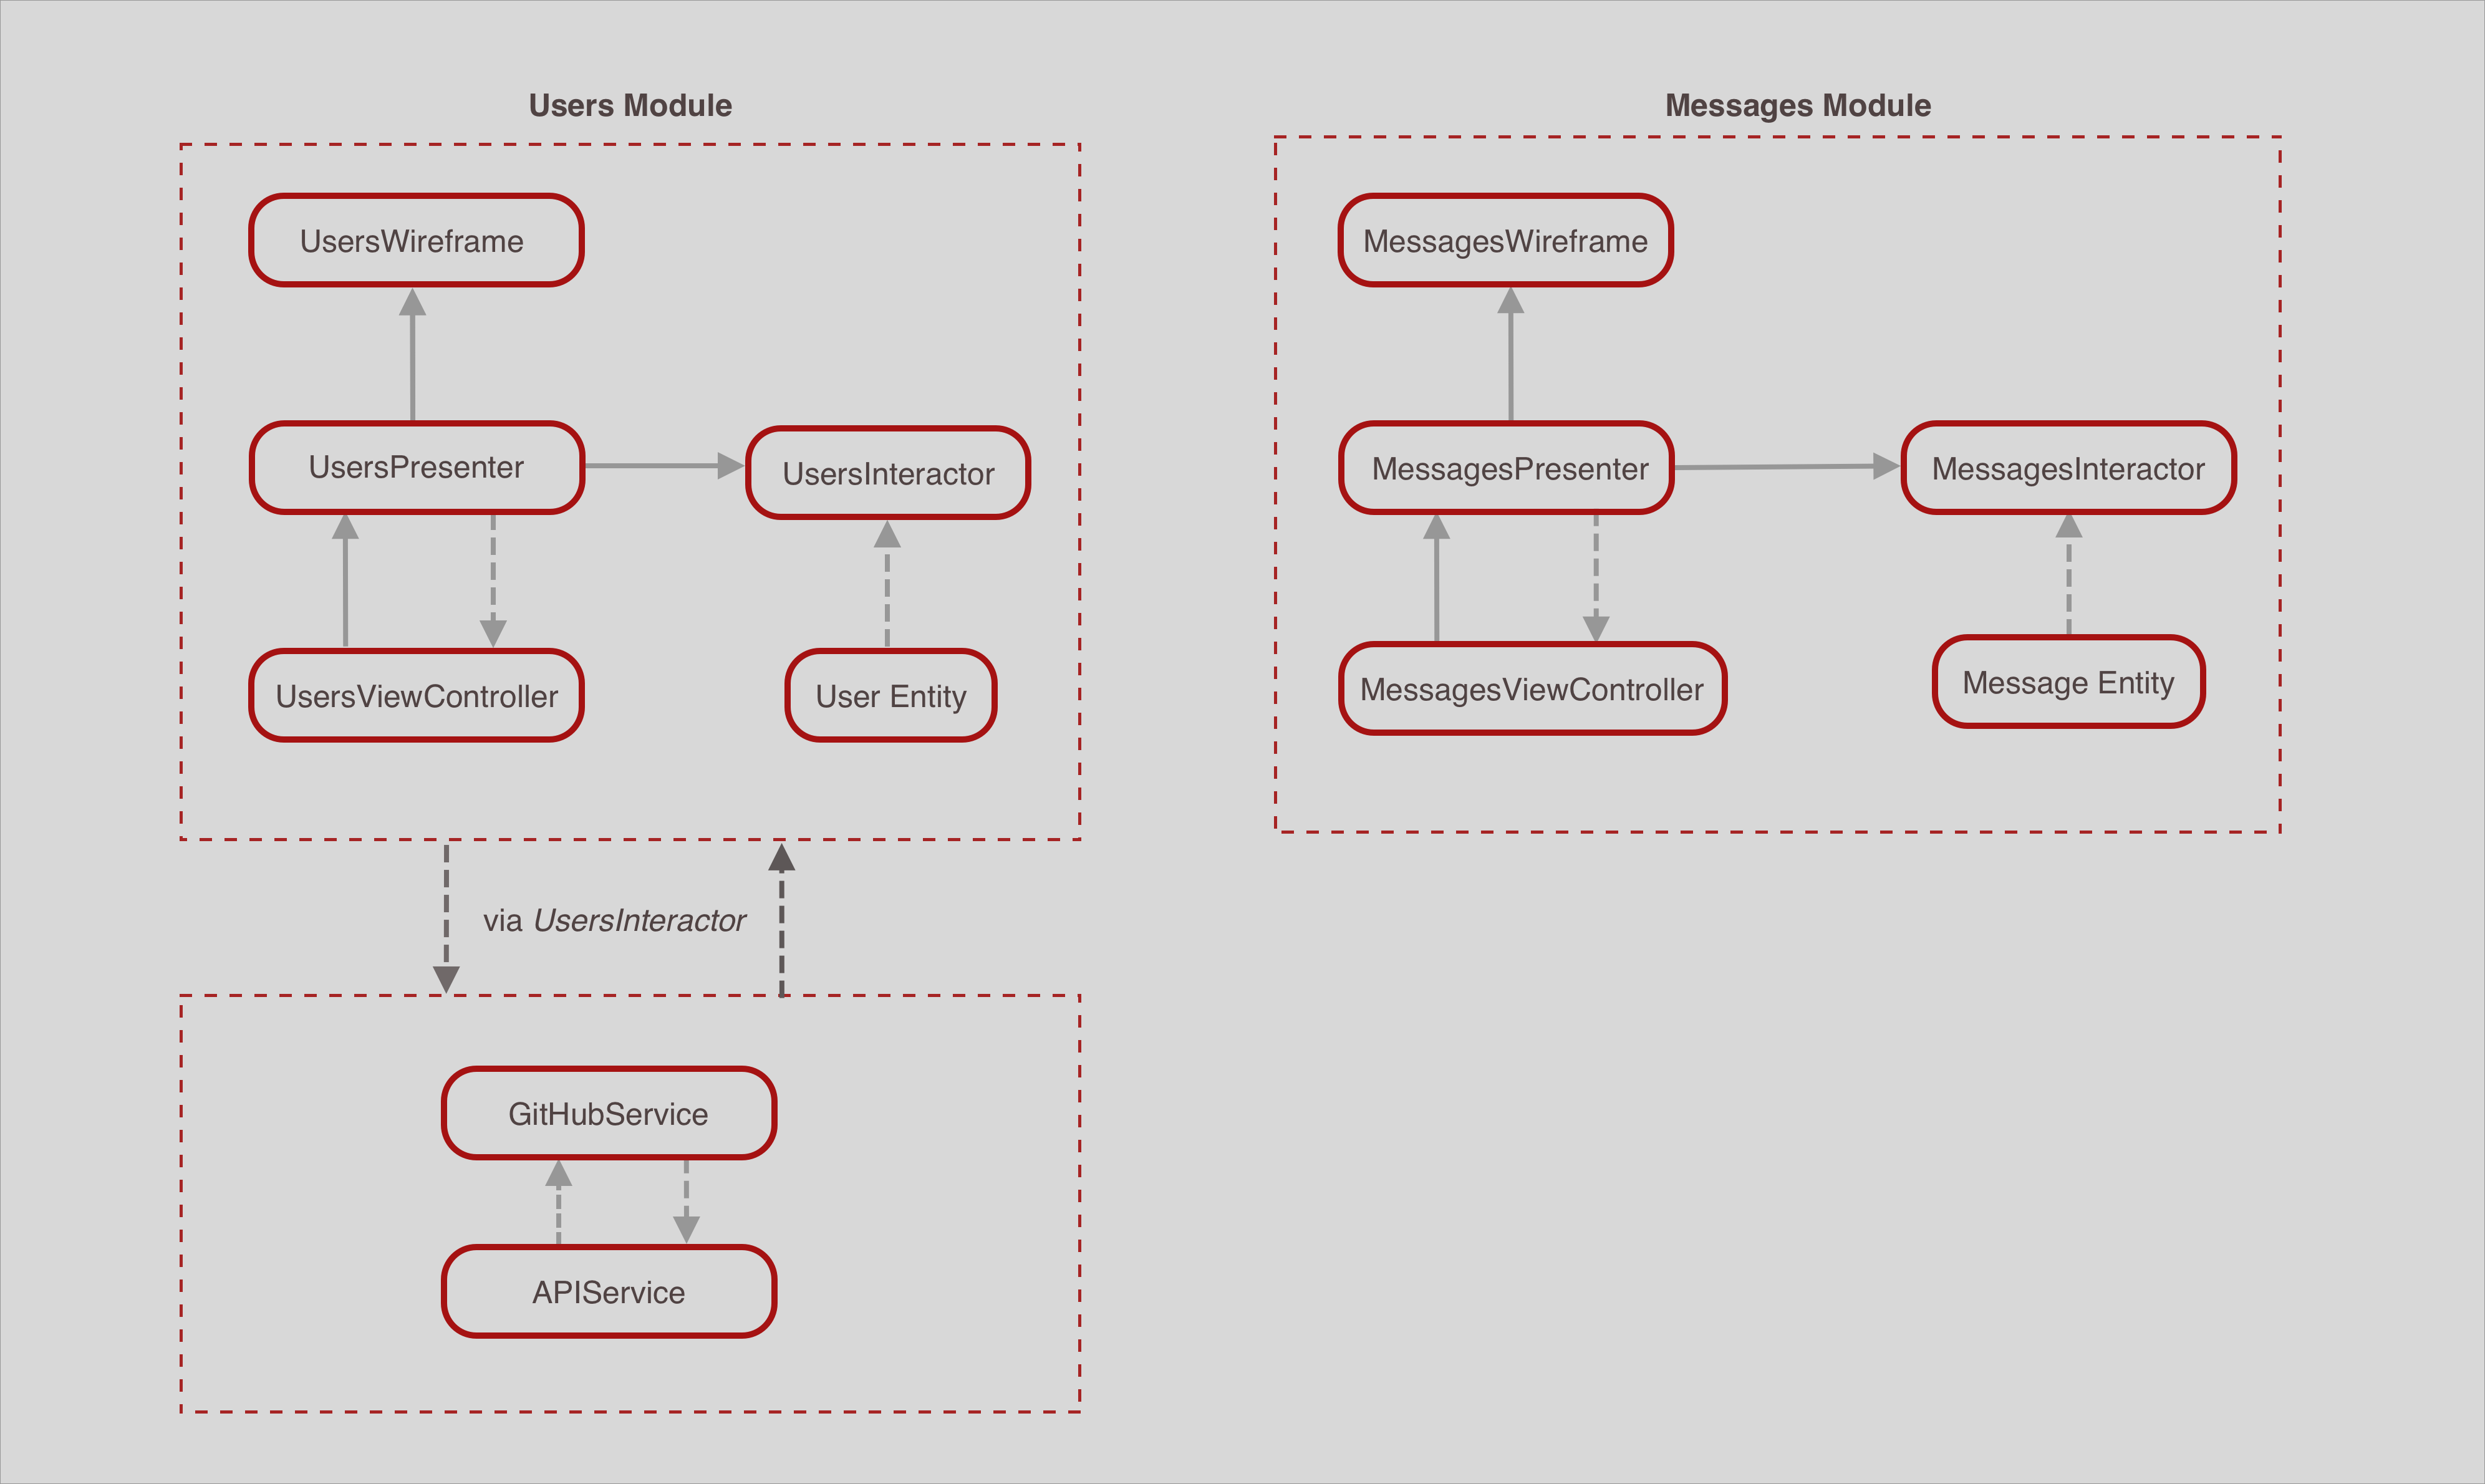 Users Module
UsersWireframe
UsersPresenter
UsersInteractor
UsersViewController
User Entity
via UsersInteractor
GitHubService
APIService
Messages Module
MessagesWireframe
MessagesPresenter
MessagesInteractor
MessagesViewController
Message Entity